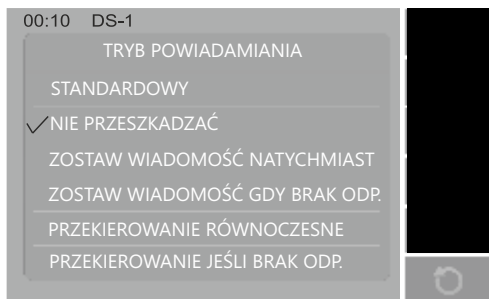 00:10 DS-1
TRYB POWIADAMIANIA
STANDARDOWY
NIE PRZESZKADZAĆ
ZOSTAW WIADOMOŚĆ NATYCHMIAST
ZOSTAW WIADOMOŚĆ GDY BRAK ODP.
PRZEKIEROWANIE RÓWNOCZESNE
PRZEKIEROWANIE JEŚLI BRAK ODP.